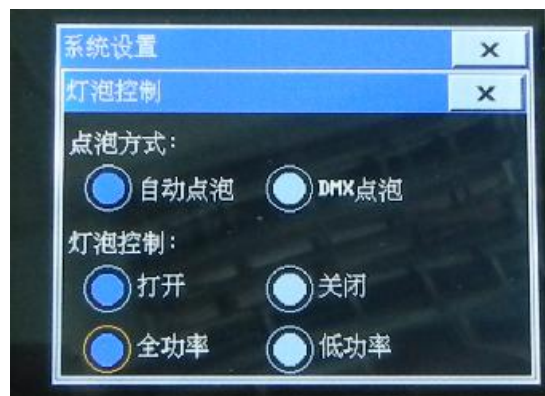 系统设置 ×
灯泡控制 ×
点泡方式:
自动点泡 DMX点泡
灯泡控制:
打开 关闭
全功率 低功率